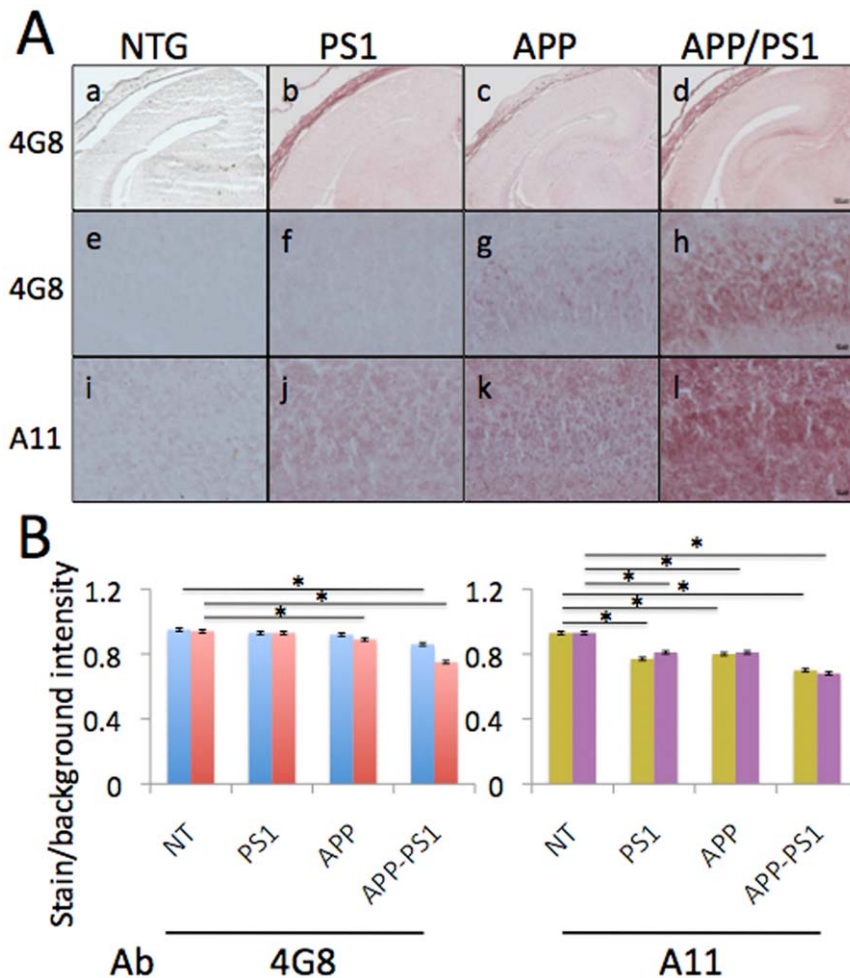 A
NTG PS1 APP APP/PS1
a b c d
4G8
e f g h
4G8
i j k l
A11
B
Stain/background intensity
* * *
* * * * * *
1.2
0.8
0.4
0
1.2
0.8
0.4
0
NT PS1 APP APP-PS1
NT PS1 APP APP-PS1
Ab 4G8 A11